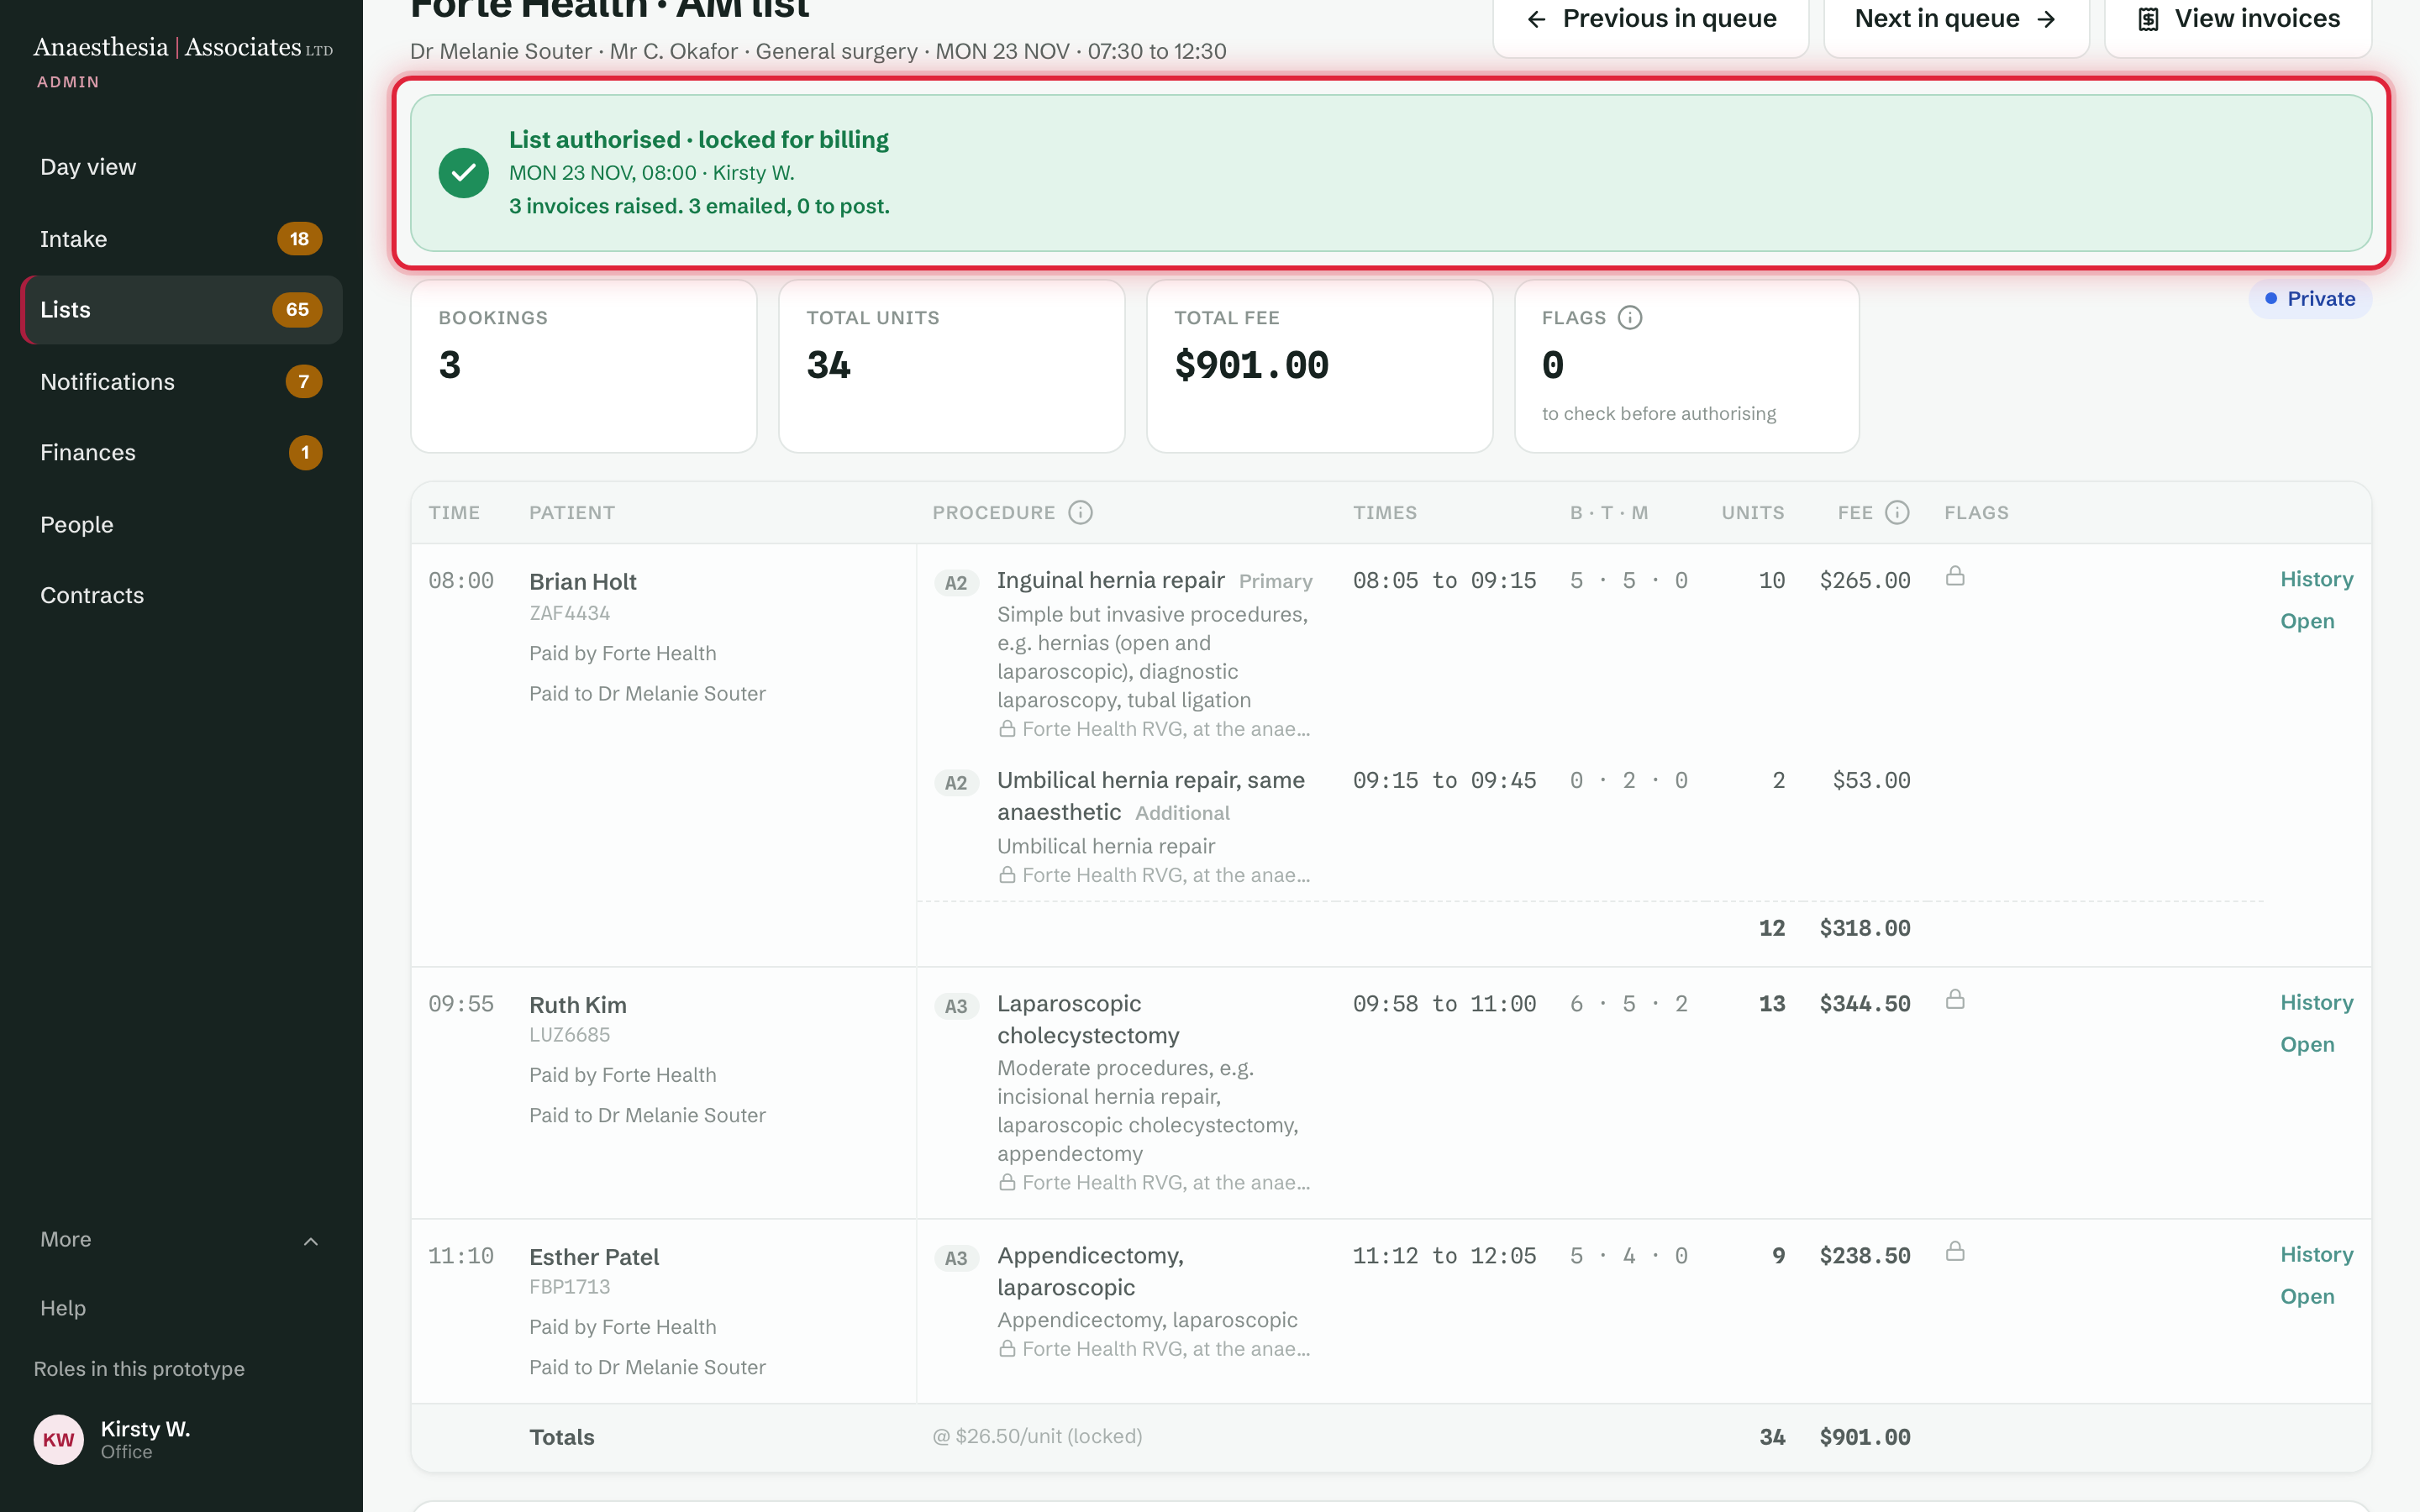 Anaesthesia | Associates LTD
ADMIN
Day view
Intake 18
Lists 65
Notifications 7
Finances 1
People
Contracts
More
Help
Roles in this prototype
KW
Kirsty W.
Office
Forte Health · AM list
Dr Melanie Souter · Mr C. Okafor · General surgery · MON 23 NOV · 07:30 to 12:30
← Previous in queue
Next in queue →
View invoices
List authorised · locked for billing
MON 23 NOV, 08:00 · Kirsty W.
3 invoices raised. 3 emailed, 0 to post.
BOOKINGS
3
TOTAL UNITS
34
TOTAL FEE
$901.00
FLAGS
0
to check before authorising
Private
TIME PATIENT PROCEDURE TIMES B · T · M UNITS FEE FLAGS
08:00 Brian Holt
ZAF4434
Paid by Forte Health
Paid to Dr Melanie Souter
A2 Inguinal hernia repair Primary 08:05 to 09:15 5 · 5 · 0 10 $265.00
Simple but invasive procedures,
e.g. hernias (open and
laparoscopic), diagnostic
laparoscopy, tubal ligation
Forte Health RVG, at the anae...
History
Open
A2 Umbilical hernia repair, same
anaesthetic Additional
09:15 to 09:45 0 · 2 · 0 2 $53.00
Umbilical hernia repair
Forte Health RVG, at the anae...
12 $318.00
09:55 Ruth Kim
LUZ6685
Paid by Forte Health
Paid to Dr Melanie Souter
A3 Laparoscopic
cholecystectomy
09:58 to 11:00 6 · 5 · 2 13 $344.50
Moderate procedures, e.g.
incisional hernia repair,
laparoscopic cholecystectomy,
appendectomy
Forte Health RVG, at the anae...
History
Open
11:10 Esther Patel
FBP1713
Paid by Forte Health
Paid to Dr Melanie Souter
A3 Appendicectomy,
laparoscopic
11:12 to 12:05 5 · 4 · 0 9 $238.50
Appendicectomy, laparoscopic
Forte Health RVG, at the anae...
History
Open
Totals @ $26.50/unit (locked) 34 $901.00